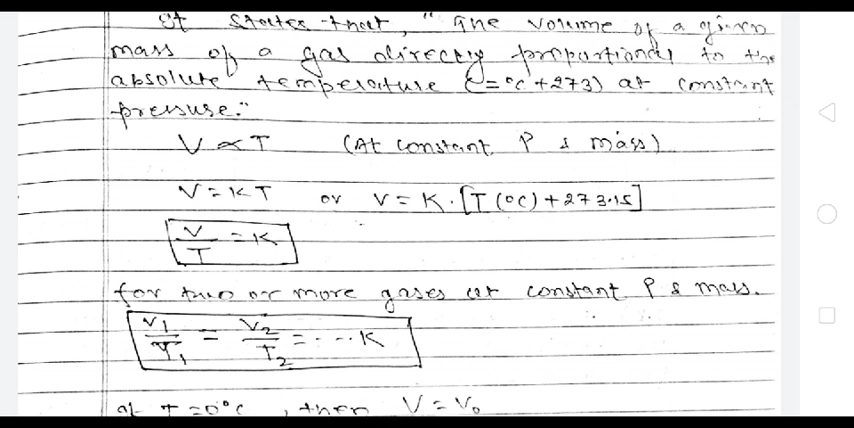 It states that, "The volume of a given
mass of a gas directly proportional to the
absolute temperature (=°C+273) at constant
pressure."
V ∝ T (At constant P & mass)
V = KT or V = K.[T(°C)+273.15]
V/T = K
for two or more gases at constant P & mass.
V1/T1 = V2/T2 = --- K
at T = 0°C, then V = V0